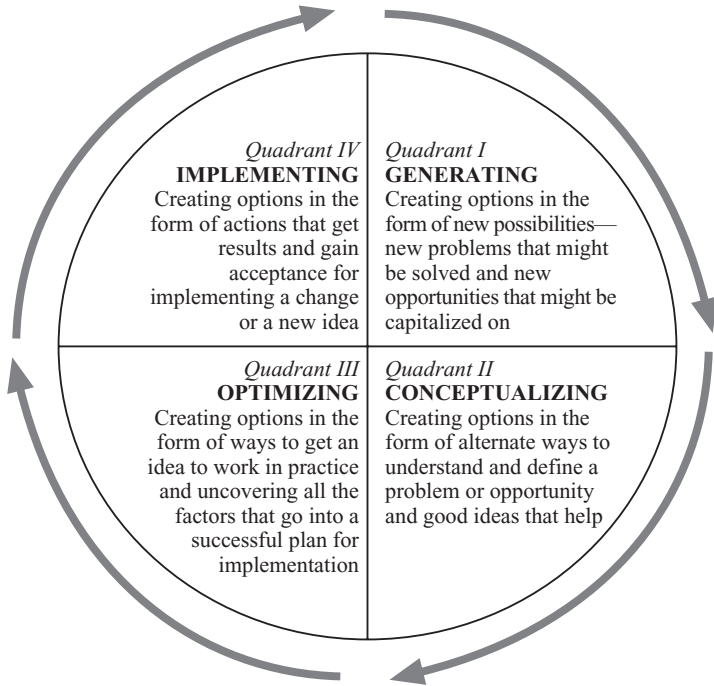 Quadrant IV
IMPLEMENTING
Creating options in the
form of actions that get
results and gain
acceptance for
implementing a change
or a new idea
Quadrant I
GENERATING
Creating options in the
form of new possibilities—
new problems that might
be solved and new
opportunities that might be
capitalized on
Quadrant III
OPTIMIZING
Creating options in the
form of ways to get an
idea to work in practice
and uncovering all the
factors that go into a
successful plan for
implementation
Quadrant II
CONCEPTUALIZING
Creating options in the
form of alternate ways to
understand and define a
problem or opportunity
and good ideas that help